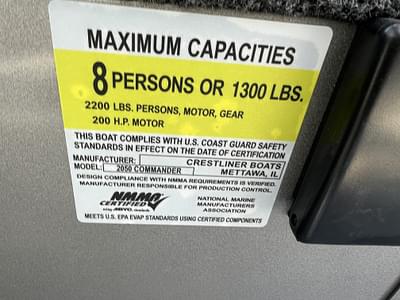 MAXIMUM CAPACITIES
8 PERSONS OR 1300 LBS.
2200 LBS. PERSONS, MOTOR, GEAR
200 H.P. MOTOR
THIS BOAT COMPLIES WITH U.S. COAST GUARD SAFETY
STANDARDS IN EFFECT ON THE DATE OF CERTIFICATION
MANUFACTURER: CRESTLINER BOATS
MODEL: 2050 COMMANDER METTAWA, IL
DESIGN COMPLIANCE WITH NMMA REQUIREMENTS IS VERIFIED.
MANUFACTURER RESPONSIBLE FOR PRODUCTION CONTROL.
NMMA
CERTIFIED
using ABYC standards
NATIONAL MARINE
MANUFACTURERS
ASSOCIATION
MEETS U.S. EPA EVAP STANDARDS USING CERTIFIED COMPONENTS